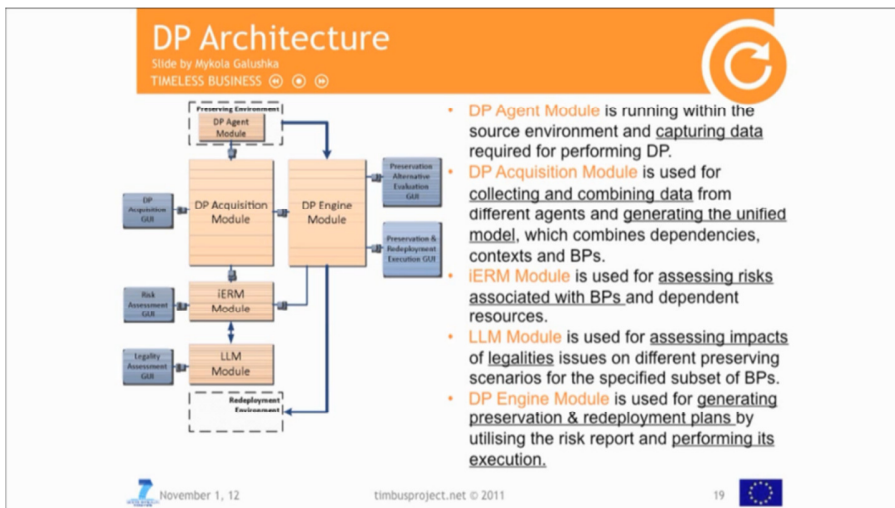 DP Architecture
Slide by Mykola Galushka
TIMELESS BUSINESS
Preserving Environment
DP Agent
Module
DP Acquisition
Module
DP Engine
Module
DP
Acquisition
GUI
Preservation
Alternative
Evaluation
GUI
Preservation &
Redeployment
Execution GUI
Risk
Assessment
GUI
iERM
Module
Legality
Assessment
GUI
LLM
Module
Redeployment
Environment
• DP Agent Module is running within the
source environment and capturing data
required for performing DP.
• DP Acquisition Module is used for
collecting and combining data from
different agents and generating the unified
model, which combines dependencies,
contexts and BPs.
• iERM Module is used for assessing risks
associated with BPs and dependent
resources.
• LLM Module is used for assessing impacts
of legalities issues on different preserving
scenarios for the specified subset of BPs.
• DP Engine Module is used for generating
preservation & redeployment plans by
utilising the risk report and performing its
execution.
November 1, 12
timbusproject.net © 2011
19